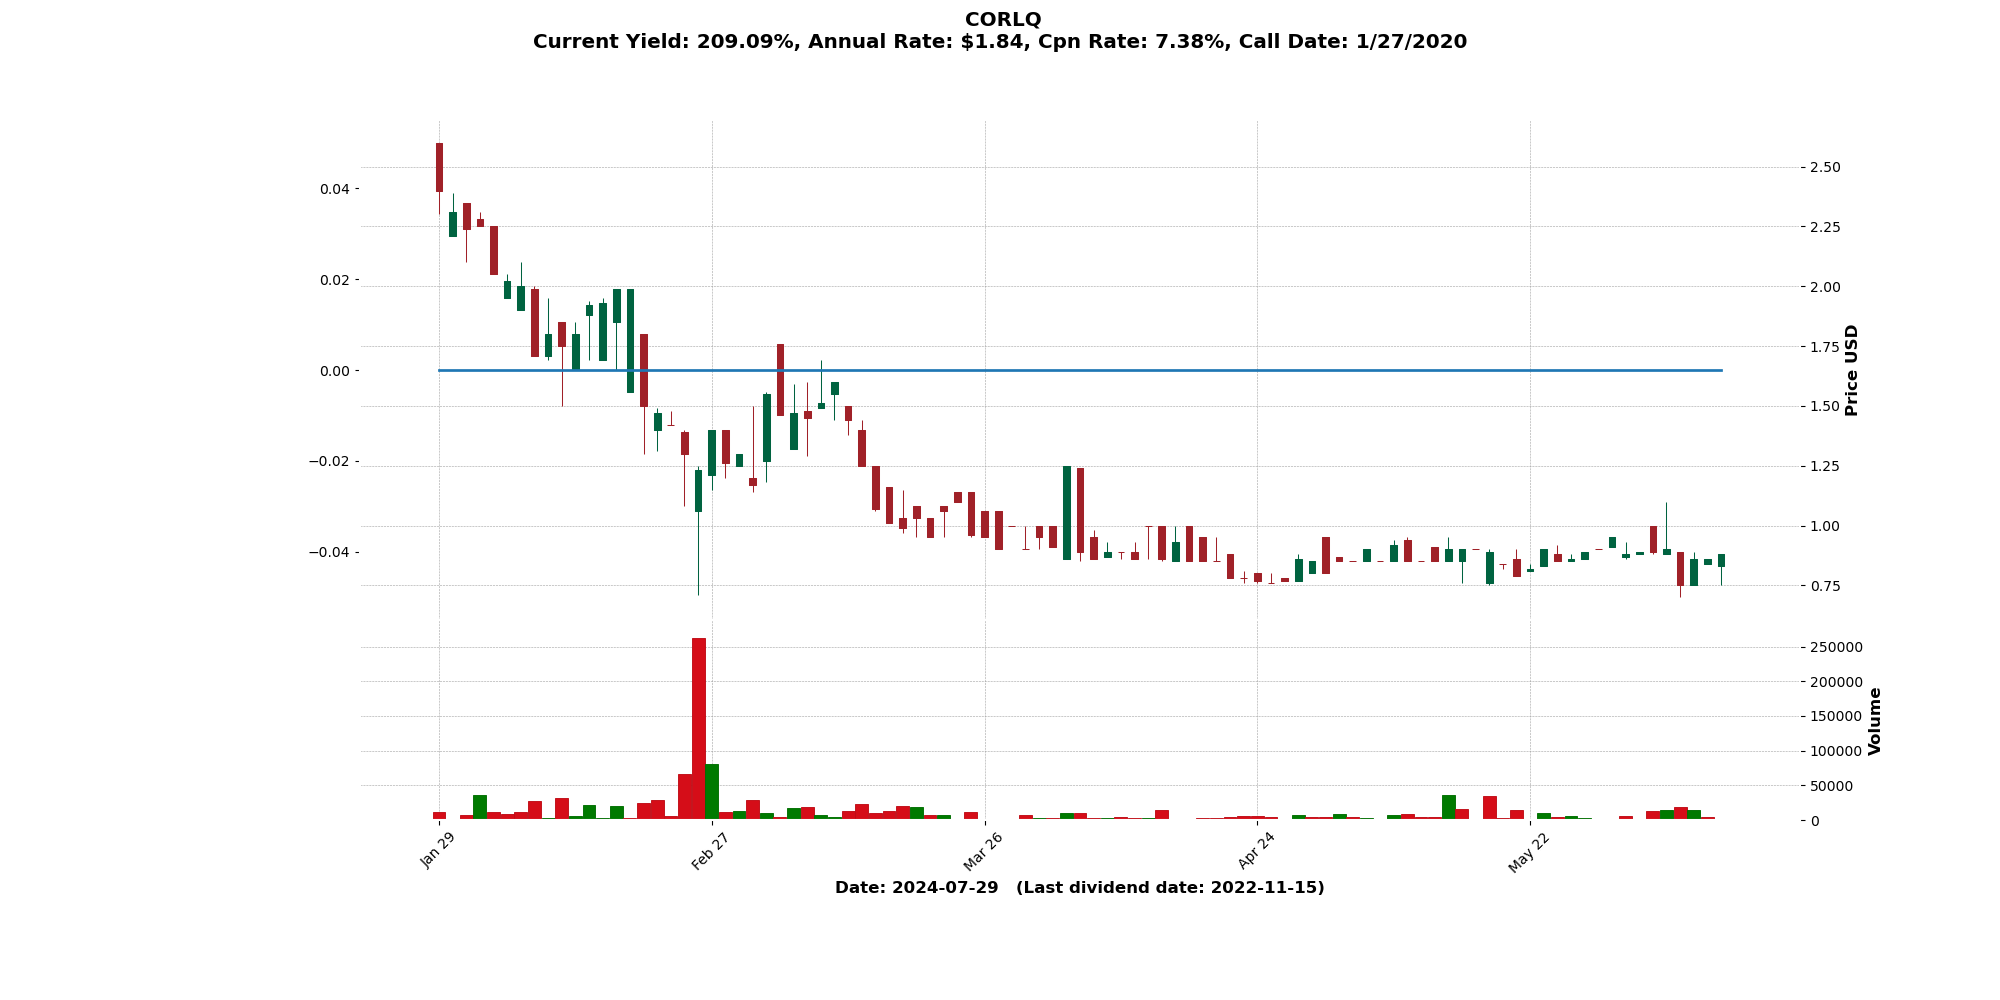 CORLQ
Current Yield: 209.09%, Annual Rate: $1.84, Cpn Rate: 7.38%, Call Date: 1/27/2020
0.04
0.02
0.00
−0.02
−0.04
2.50
2.25
2.00
1.75
1.50
1.25
1.00
0.75
Price USD
250000
200000
150000
100000
50000
0
Volume
Jan 29
Feb 27
Mar 26
Apr 24
May 22
Date: 2024-07-29 (Last dividend date: 2022-11-15)